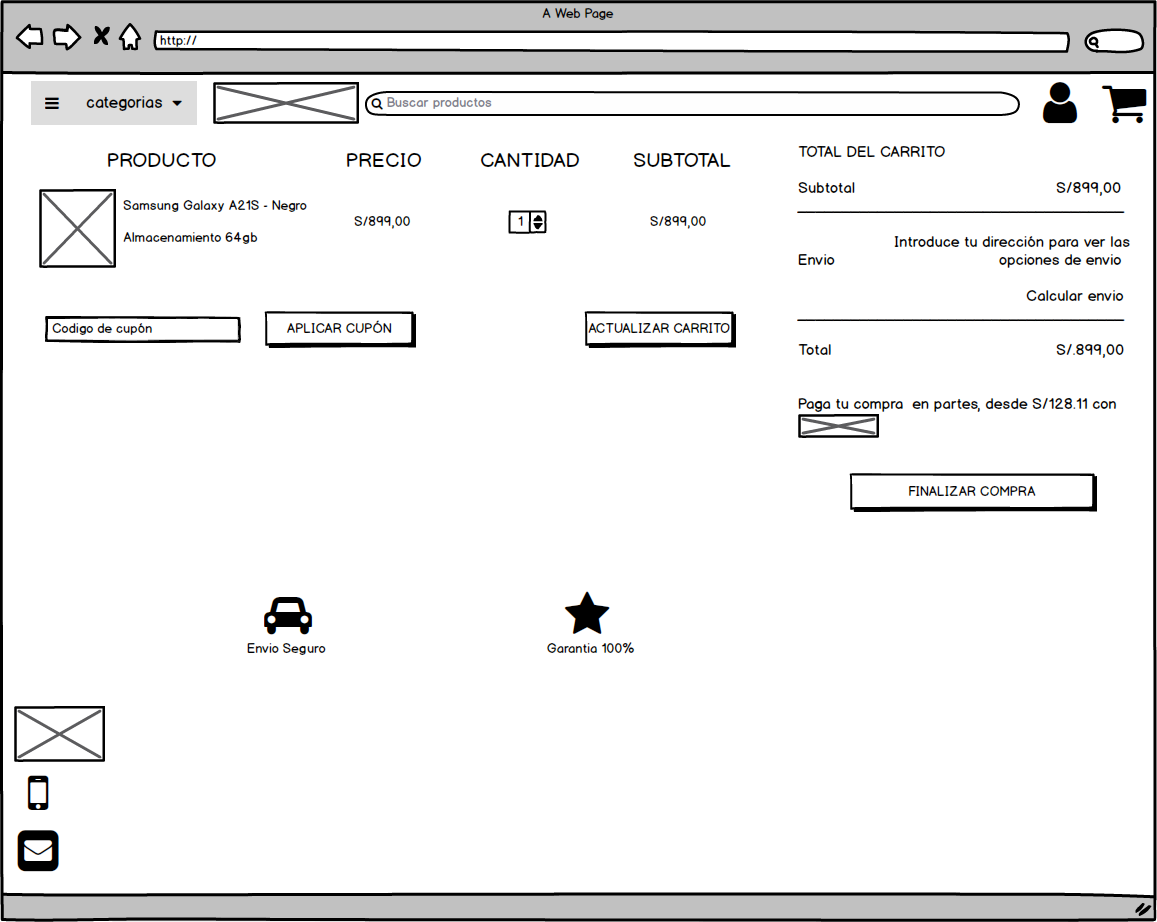 A Web Page
http://
categorias
Buscar productos
PRODUCTO PRECIO CANTIDAD SUBTOTAL
Samsung Galaxy A21S - Negro
Almacenamiento 64gb
S/899,00 1 S/899,00
Codigo de cupón APLICAR CUPÓN ACTUALIZAR CARRITO
TOTAL DEL CARRITO
Subtotal S/899,00
Introduce tu dirección para ver las
Envio opciones de envio
Calcular envio
Total S/.899,00
Paga tu compra en partes, desde S/128.11 con
FINALIZAR COMPRA
Envio Seguro Garantia 100%